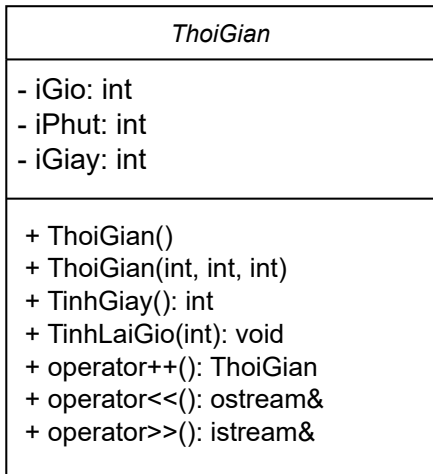 ThoiGian
- iGio: int
- iPhut: int
- iGiay: int
+ ThoiGian()
+ ThoiGian(int, int, int)
+ TinhGiay(): int
+ TinhLaiGio(int): void
+ operator++(): ThoiGian
+ operator<<(): ostream&
+ operator>>(): istream&